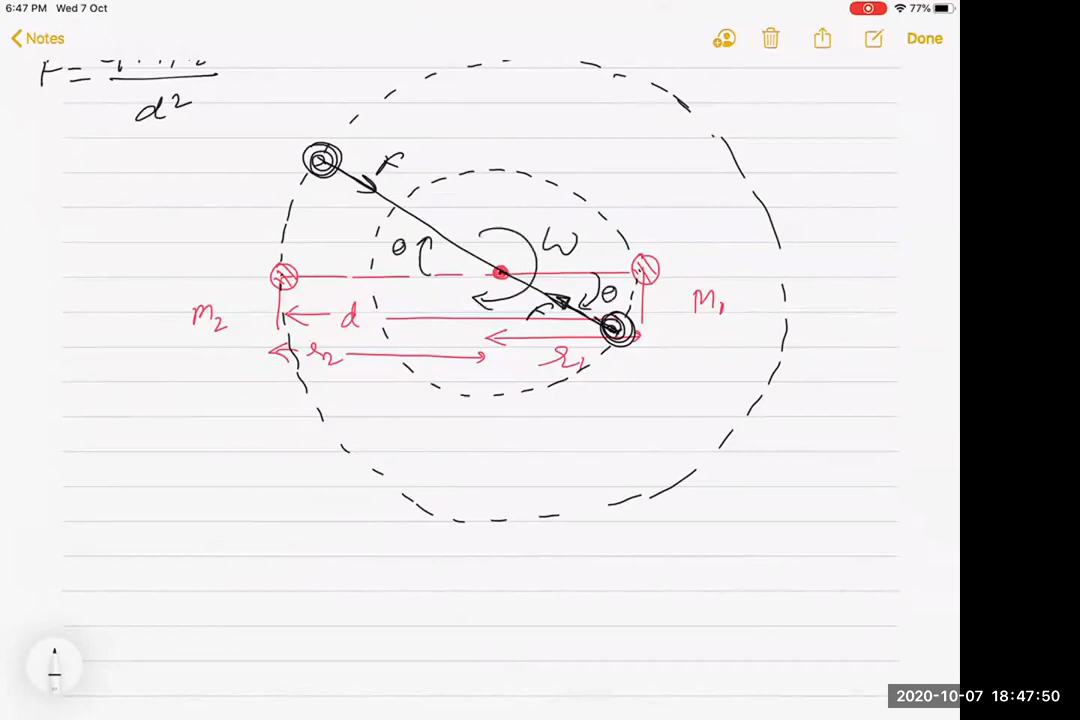 6:47 PM Wed 7 Oct
77%
Notes
Done
F =
d²
F
θ
ω
F
θ
m₂
d
M₁
r₂
r₁
2020-10-07 18:47:50